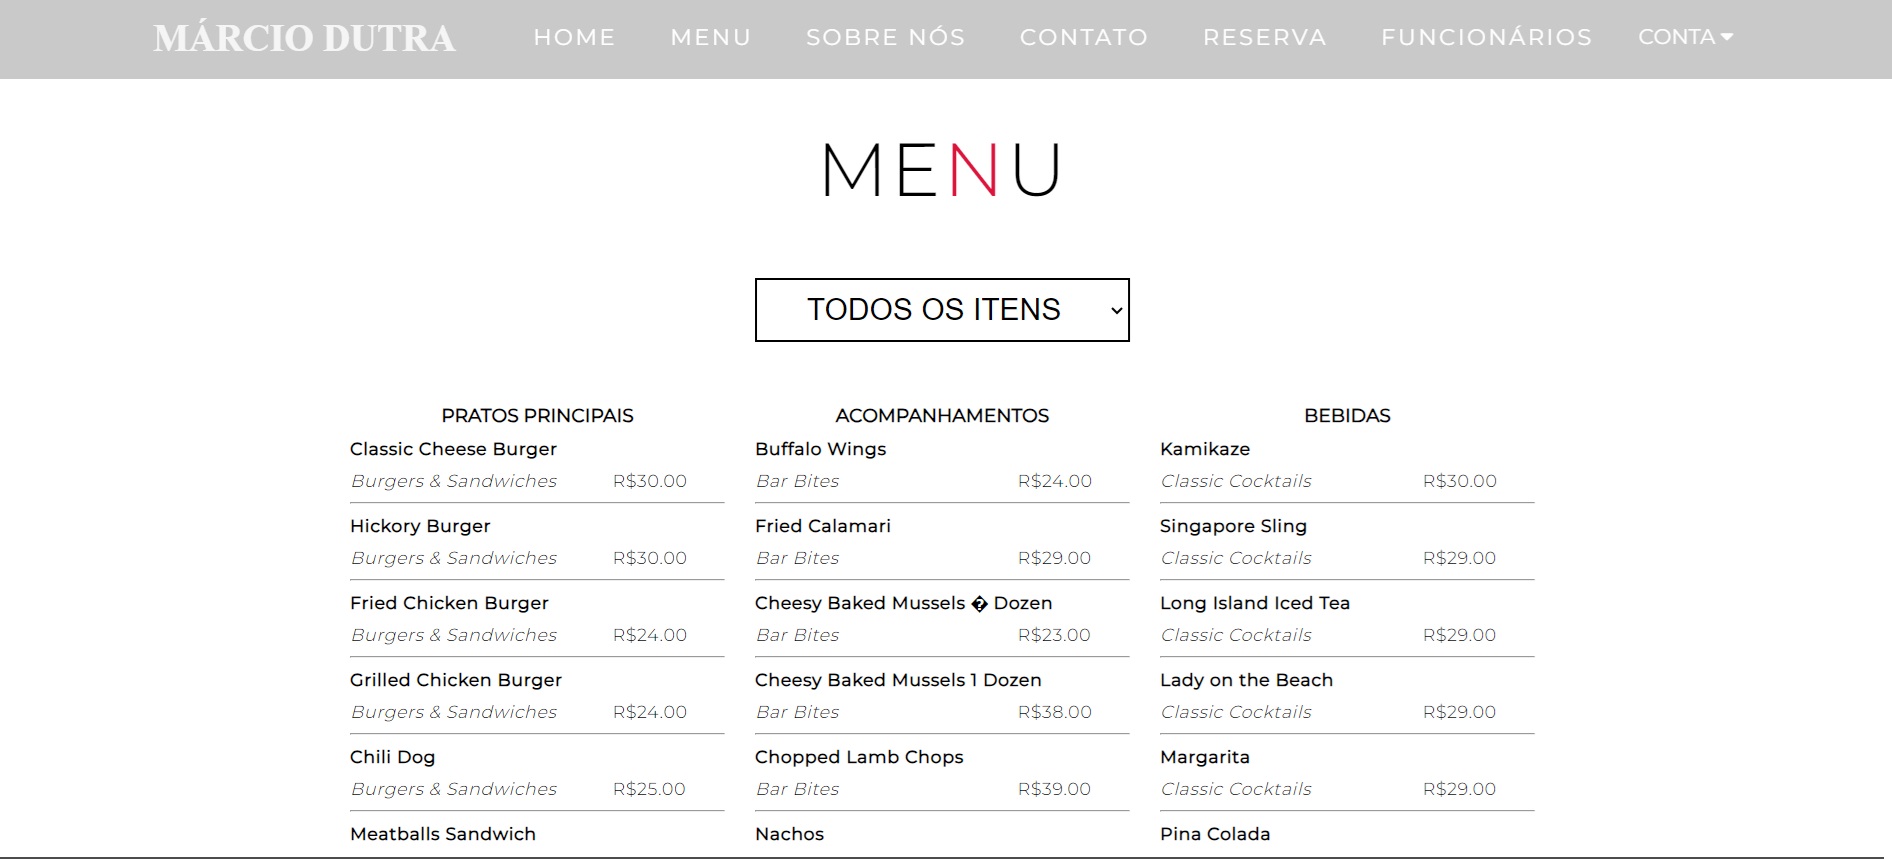 MÁRCIO DUTRA HOME MENU SOBRE NÓS CONTATO RESERVA FUNCIONÁRIOS CONTA
MENU
TODOS OS ITENS
PRATOS PRINCIPAIS
Classic Cheese Burger
Burgers & Sandwiches R$30.00
Hickory Burger
Burgers & Sandwiches R$30.00
Fried Chicken Burger
Burgers & Sandwiches R$24.00
Grilled Chicken Burger
Burgers & Sandwiches R$24.00
Chili Dog
Burgers & Sandwiches R$25.00
Meatballs Sandwich
ACOMPANHAMENTOS
Buffalo Wings
Bar Bites R$24.00
Fried Calamari
Bar Bites R$29.00
Cheesy Baked Mussels � Dozen
Bar Bites R$23.00
Cheesy Baked Mussels 1 Dozen
Bar Bites R$38.00
Chopped Lamb Chops
Bar Bites R$39.00
Nachos
BEBIDAS
Kamikaze
Classic Cocktails R$30.00
Singapore Sling
Classic Cocktails R$29.00
Long Island Iced Tea
Classic Cocktails R$29.00
Lady on the Beach
Classic Cocktails R$29.00
Margarita
Classic Cocktails R$29.00
Pina Colada